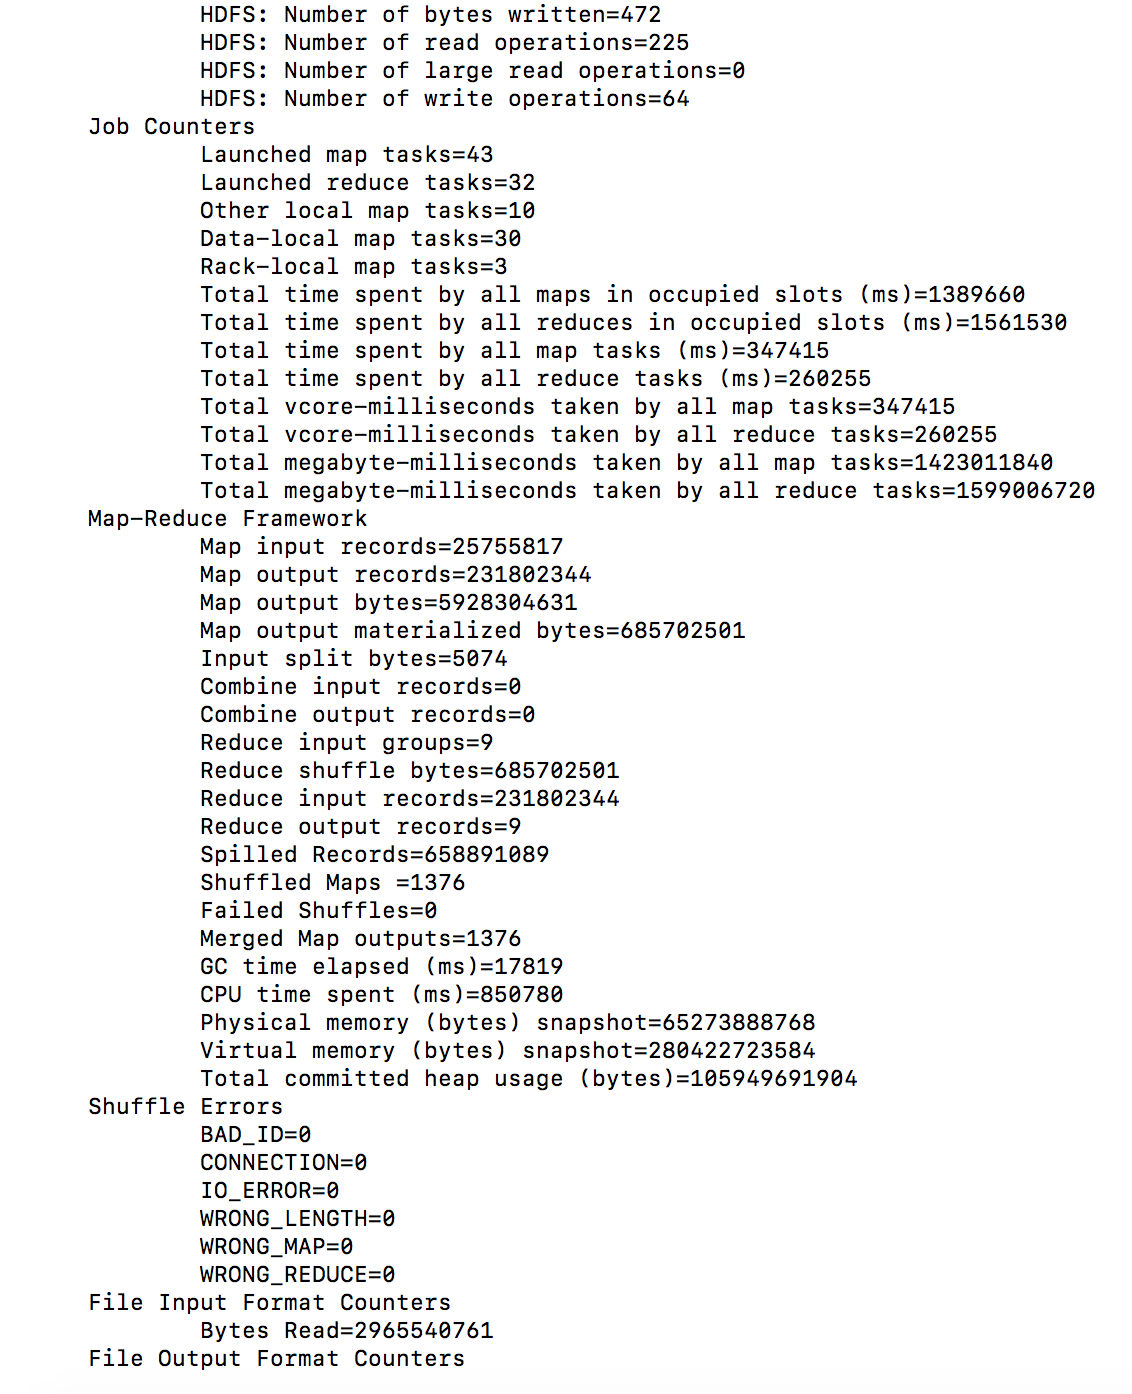 HDFS: Number of bytes written=472
HDFS: Number of read operations=225
HDFS: Number of large read operations=0
HDFS: Number of write operations=64
Job Counters
Launched map tasks=43
Launched reduce tasks=32
Other local map tasks=10
Data-local map tasks=30
Rack-local map tasks=3
Total time spent by all maps in occupied slots (ms)=1389660
Total time spent by all reduces in occupied slots (ms)=1561530
Total time spent by all map tasks (ms)=347415
Total time spent by all reduce tasks (ms)=260255
Total vcore-milliseconds taken by all map tasks=347415
Total vcore-milliseconds taken by all reduce tasks=260255
Total megabyte-milliseconds taken by all map tasks=1423011840
Total megabyte-milliseconds taken by all reduce tasks=1599006720
Map-Reduce Framework
Map input records=25755817
Map output records=231802344
Map output bytes=5928304631
Map output materialized bytes=685702501
Input split bytes=5074
Combine input records=0
Combine output records=0
Reduce input groups=9
Reduce shuffle bytes=685702501
Reduce input records=231802344
Reduce output records=9
Spilled Records=658891089
Shuffled Maps =1376
Failed Shuffles=0
Merged Map outputs=1376
GC time elapsed (ms)=17819
CPU time spent (ms)=850780
Physical memory (bytes) snapshot=65273888768
Virtual memory (bytes) snapshot=280422723584
Total committed heap usage (bytes)=105949691904
Shuffle Errors
BAD_ID=0
CONNECTION=0
IO_ERROR=0
WRONG_LENGTH=0
WRONG_MAP=0
WRONG_REDUCE=0
File Input Format Counters
Bytes Read=2965540761
File Output Format Counters